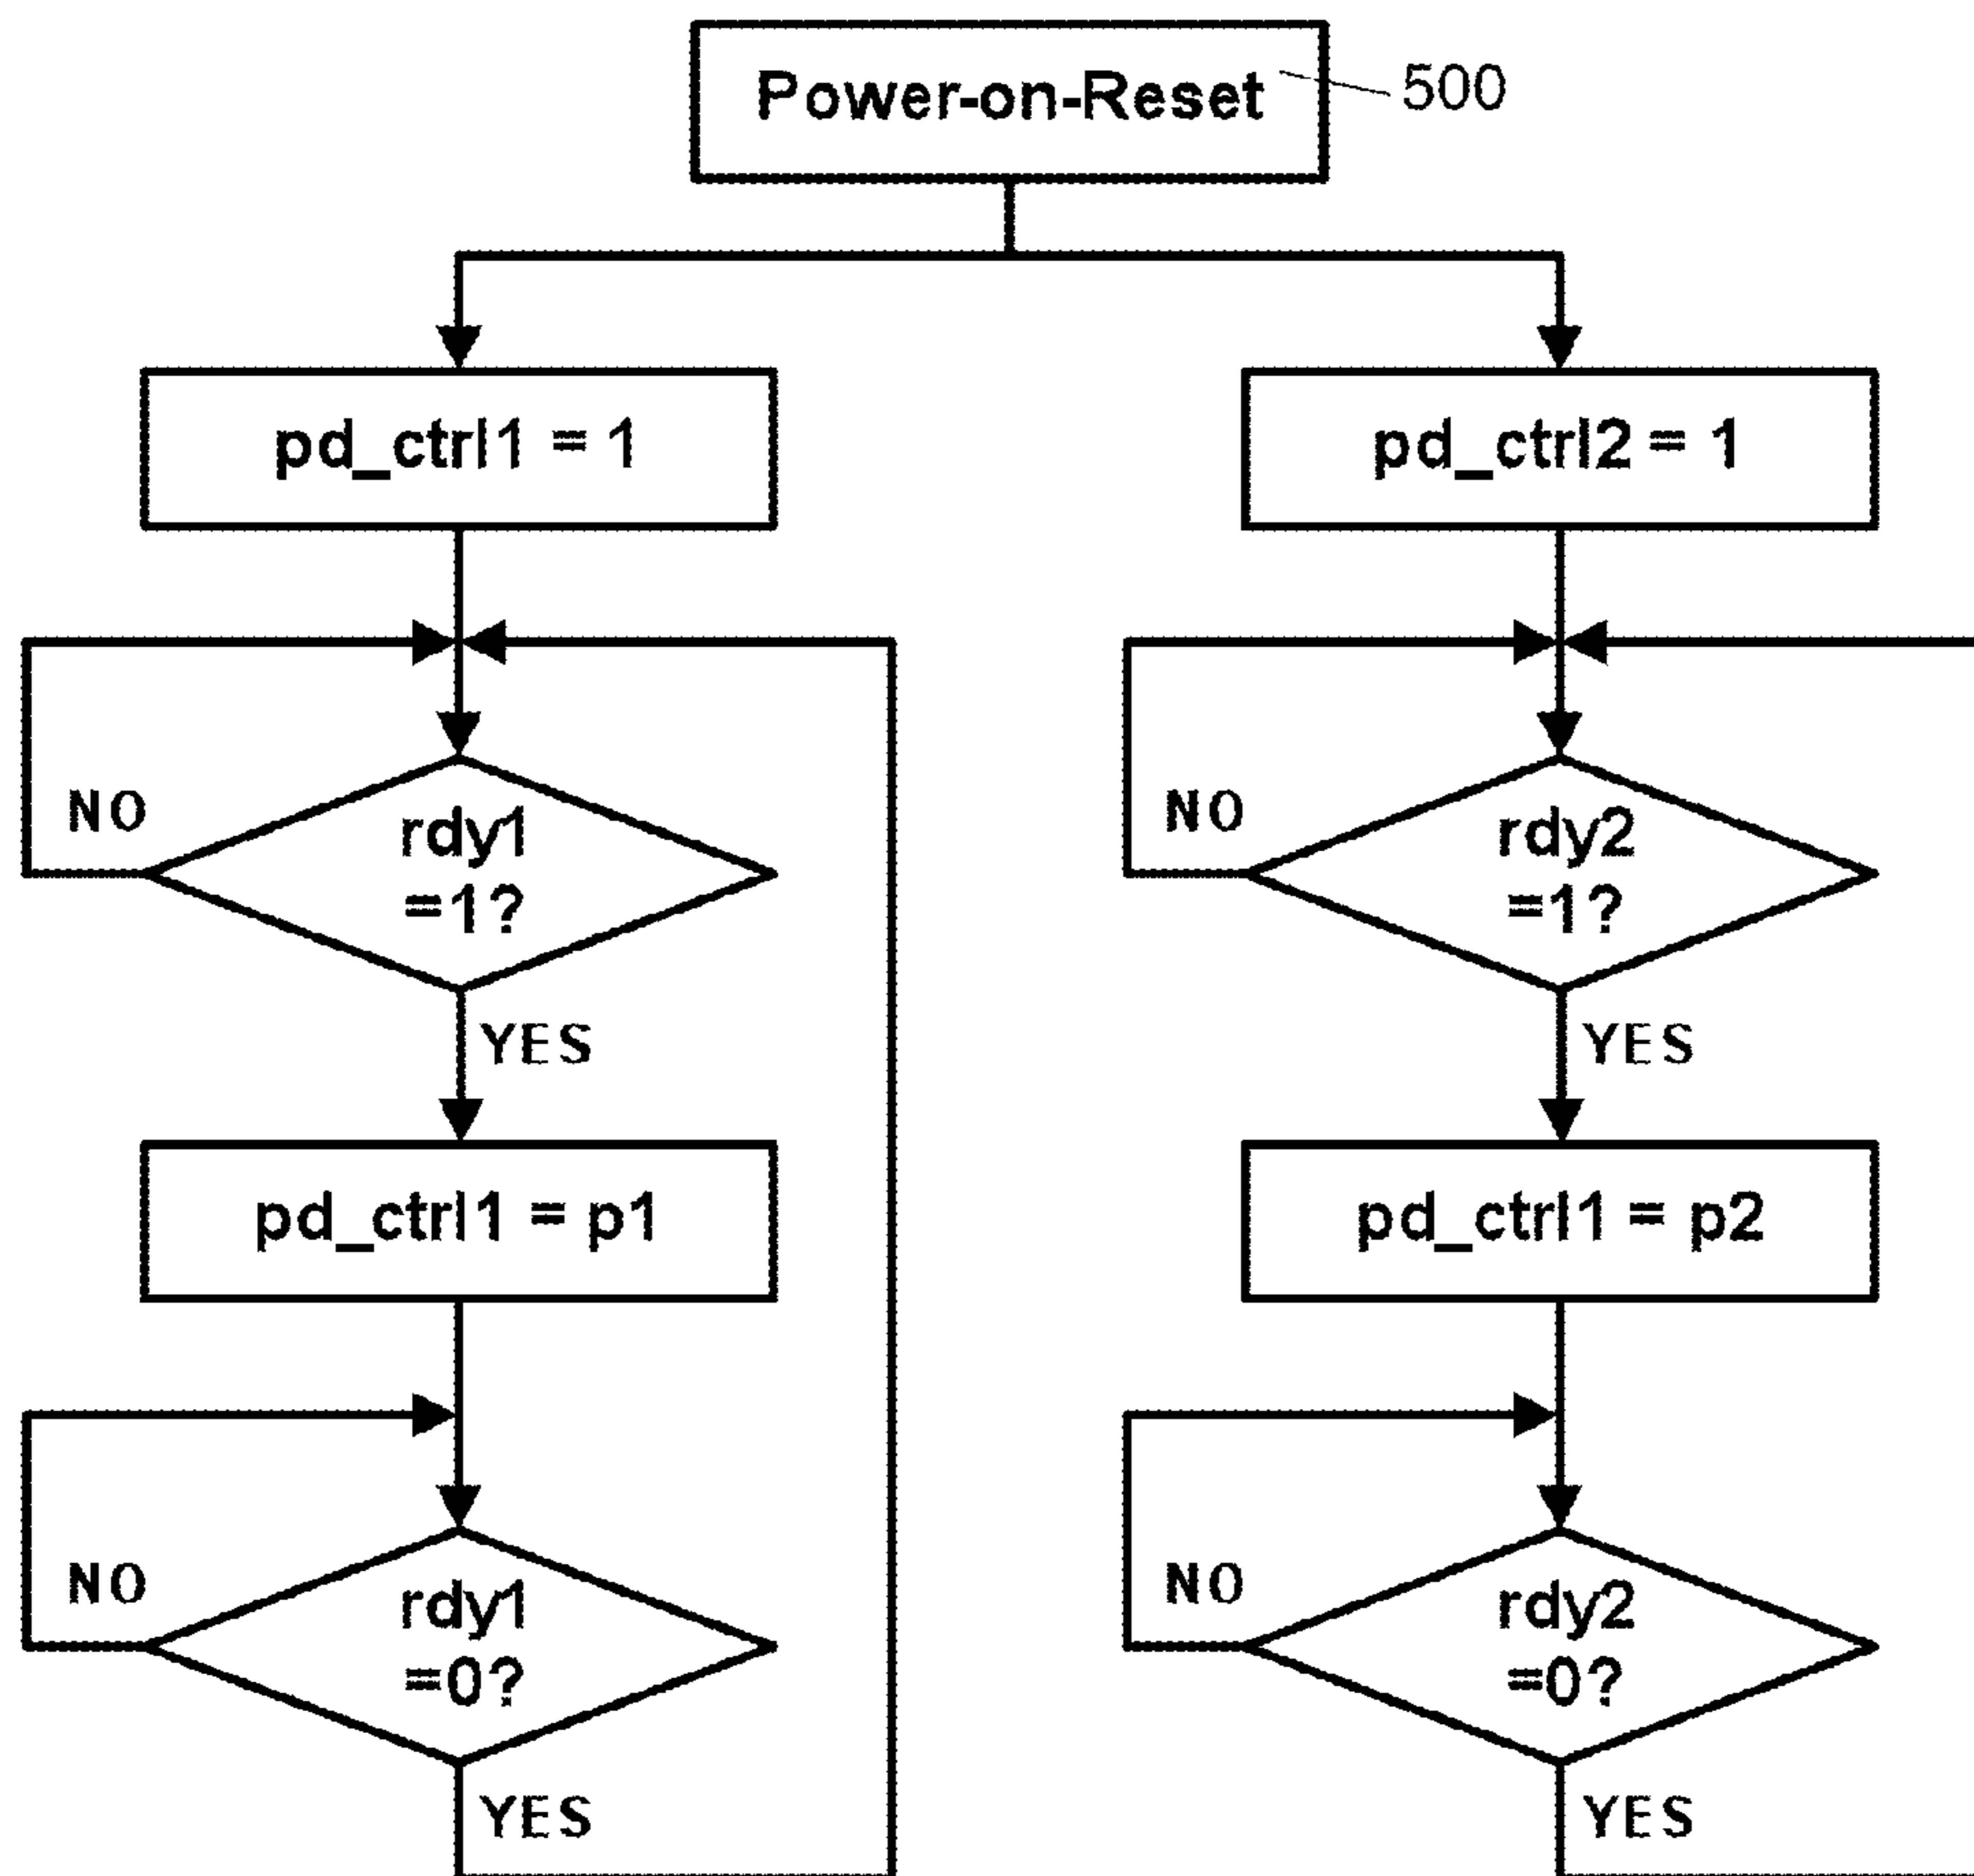 Power-on-Reset
500
pd_ctrl1 = 1
pd_ctrl2 = 1
NO
rdy1
=1?
NO
rdy2
=1?
YES
YES
pd_ctrl1 = p1
pd_ctrl1 = p2
NO
rdy1
=0?
NO
rdy2
=0?
YES
YES